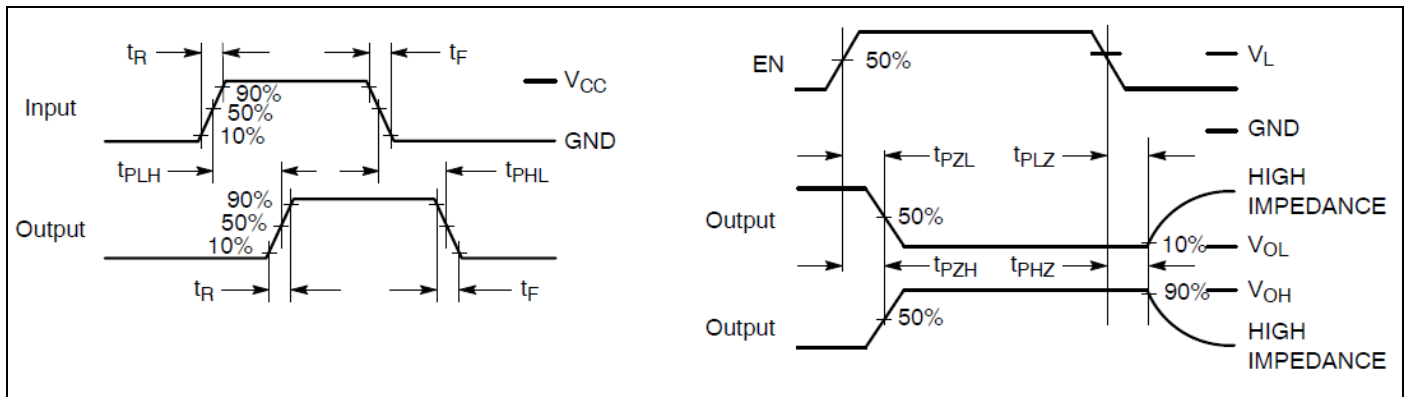 tR
tF
VCC
Input
90%
50%
10%
GND
tPLH
tPHL
90%
Output
50%
10%
tR
tF
EN
50%
VL
GND
tPZL
tPLZ
HIGH
IMPEDANCE
Output
50%
10%
VOL
tPZH
tPHZ
90%
VOH
Output
50%
HIGH
IMPEDANCE